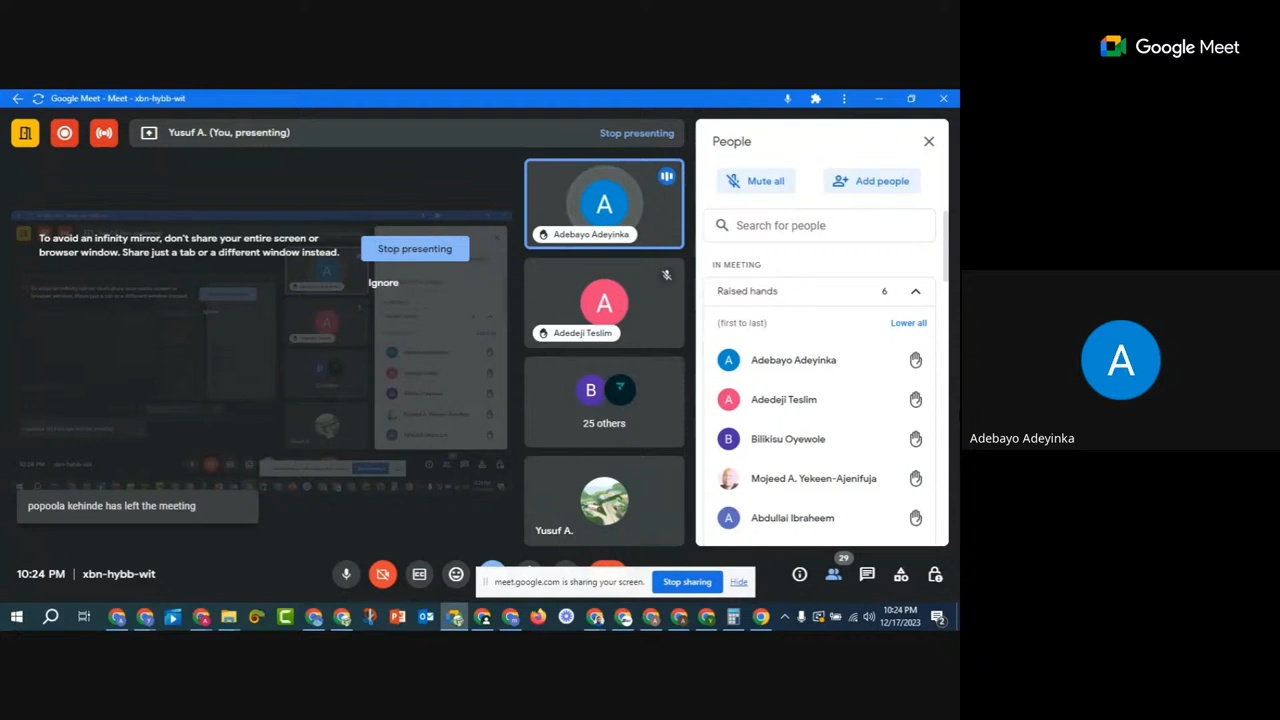 Google Meet
Google Meet - Meet - xbn-hybb-wit
Yusuf A. (You, presenting)
Stop presenting
To avoid an infinity mirror, don't share your entire screen or
browser window. Share just a tab or a different window instead.
Stop presenting
Ignore
popoola kehinde has left the meeting
A
Adebayo Adeyinka
A
Adedeji Teslim
B
25 others
Yusuf A.
People
Mute all
Add people
Search for people
IN MEETING
Raised hands 6
(first to last) Lower all
A Adebayo Adeyinka
A Adedeji Teslim
B Bilikisu Oyewole
Mojeed A. Yekeen-Ajenifuja
A Abdullai Ibraheem
A
Adebayo Adeyinka
10:24 PM xbn-hybb-wit
meet.google.com is sharing your screen. Stop sharing Hide
29
10:24 PM
12/17/2023
2